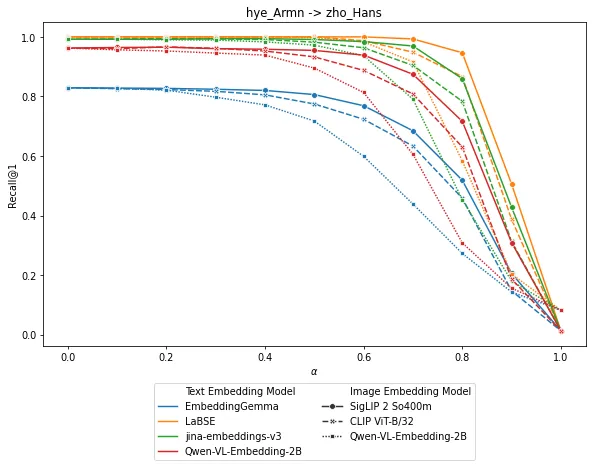 hye_Armn -> zho_Hans
Recall@1
1.0
0.8
0.6
0.4
0.2
0.0
0.0 0.2 0.4 0.6 0.8 1.0
α
Text Embedding Model
EmbeddingGemma
LaBSE
jina-embeddings-v3
Qwen-VL-Embedding-2B
Image Embedding Model
SigLIP 2 So400m
CLIP ViT-B/32
Qwen-VL-Embedding-2B